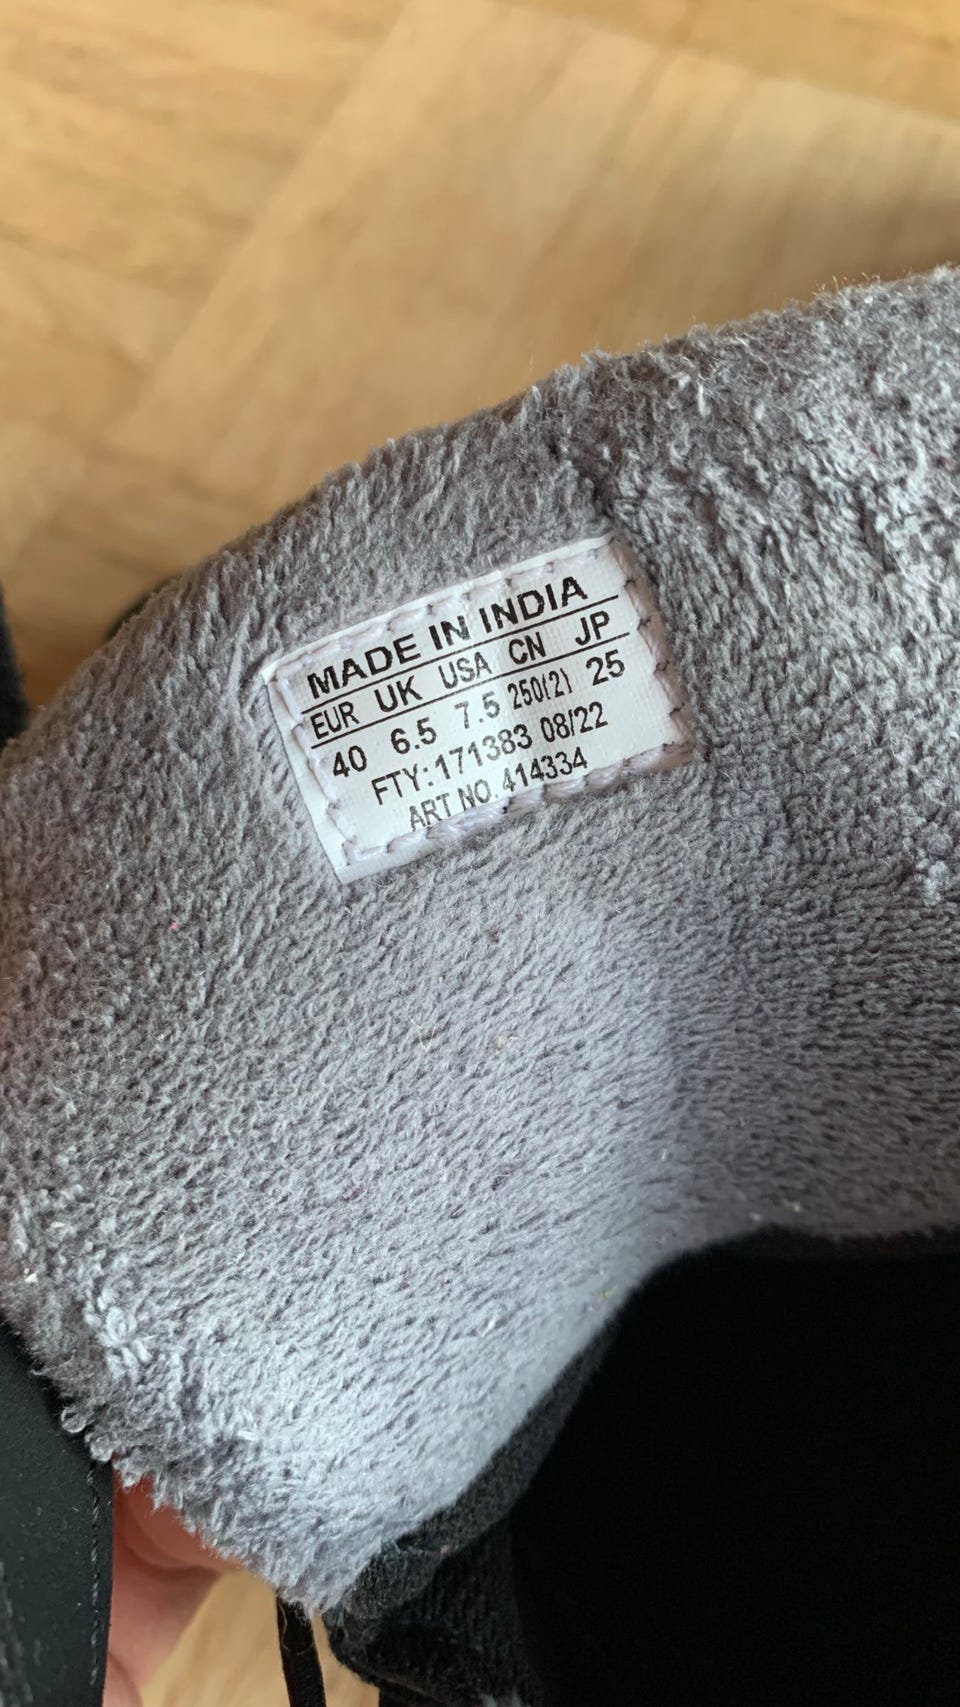 MADE IN INDIA
EUR UK USA CN JP
40 6.5 7.5 250(2) 25
FTY:171383 08/22
ART NO. 414334